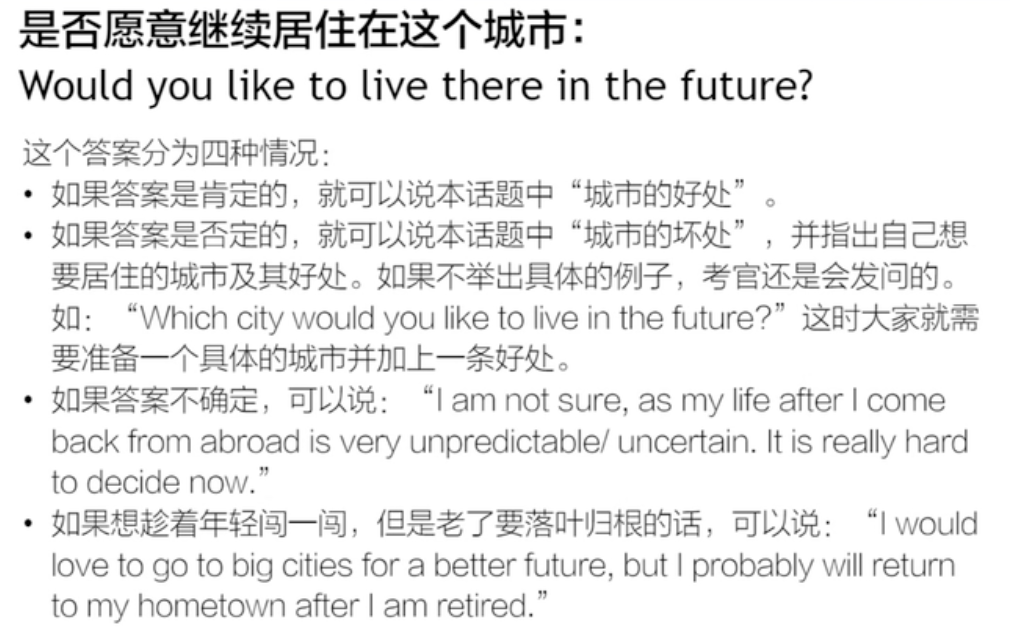 是否愿意继续居住在这个城市：
Would you like to live there in the future?
这个答案分为四种情况：
• 如果答案是肯定的，就可以说本话题中“城市的好处”。
• 如果答案是否定的，就可以说本话题中“城市的坏处”，并指出自己想
要居住的城市及其好处。如果不举出具体的例子，考官还是会发问的。
如：“Which city would you like to live in the future?”这时大家就需
要准备一个具体的城市并加上一条好处。
• 如果答案不确定，可以说：“I am not sure, as my life after I come
back from abroad is very unpredictable/ uncertain. It is really hard
to decide now.”
• 如果想趁着年轻闯一闯，但是老了要落叶归根的话，可以说：“I would
love to go to big cities for a better future, but I probably will return
to my hometown after I am retired.”